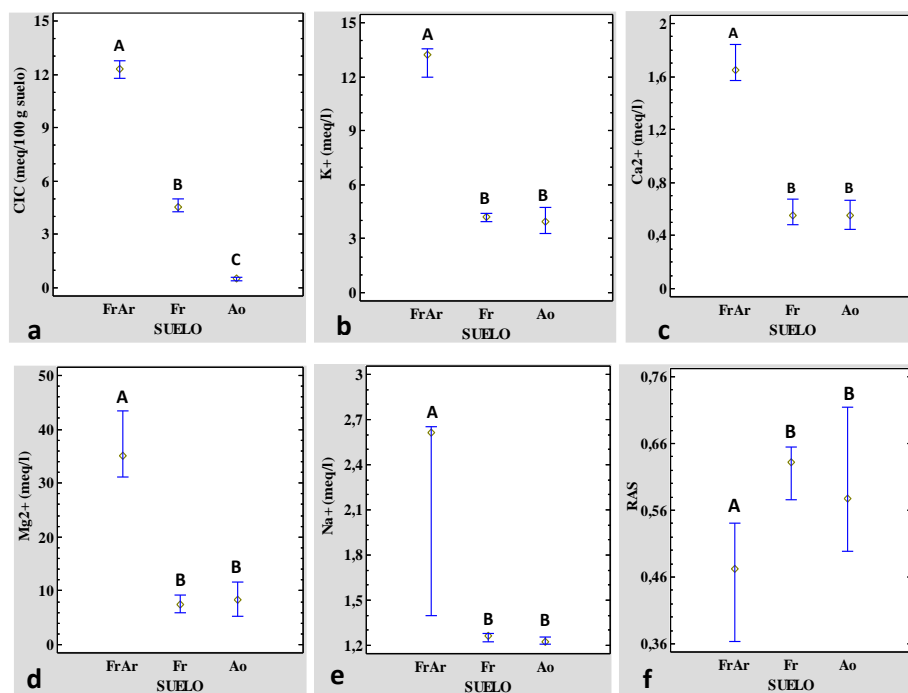 CIC (meq/100 g suelo)
15
12
9
6
3
0
A
B
C
FrAr Fr Ao
SUELO
a
K+ (meq/l)
15
12
9
6
3
0
A
B
B
FrAr Fr Ao
SUELO
b
Ca2+ (meq/l)
2
1,6
1,2
0,8
0,4
0
A
B
B
FrAr Fr Ao
SUELO
c
Mg2+ (meq/l)
50
40
30
20
10
0
A
B
B
FrAr Fr Ao
SUELO
d
Na+ (meq/l)
3
2,7
2,4
2,1
1,8
1,5
1,2
A
B
B
FrAr Fr Ao
SUELO
e
RAS
0,76
0,66
0,56
0,46
0,36
A
B
B
FrAr Fr Ao
SUELO
f